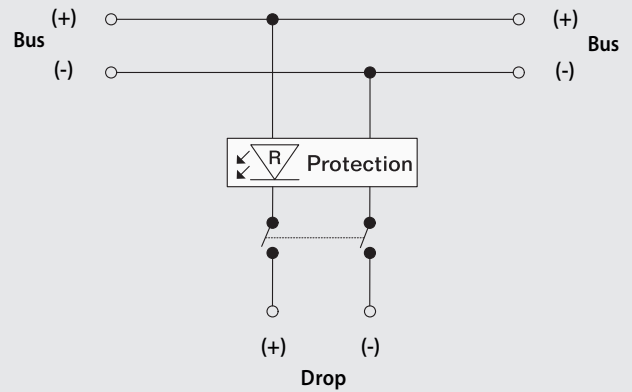 (+) (+)
Bus Bus
(-) (-)
R Protection
(+) (-)
Drop